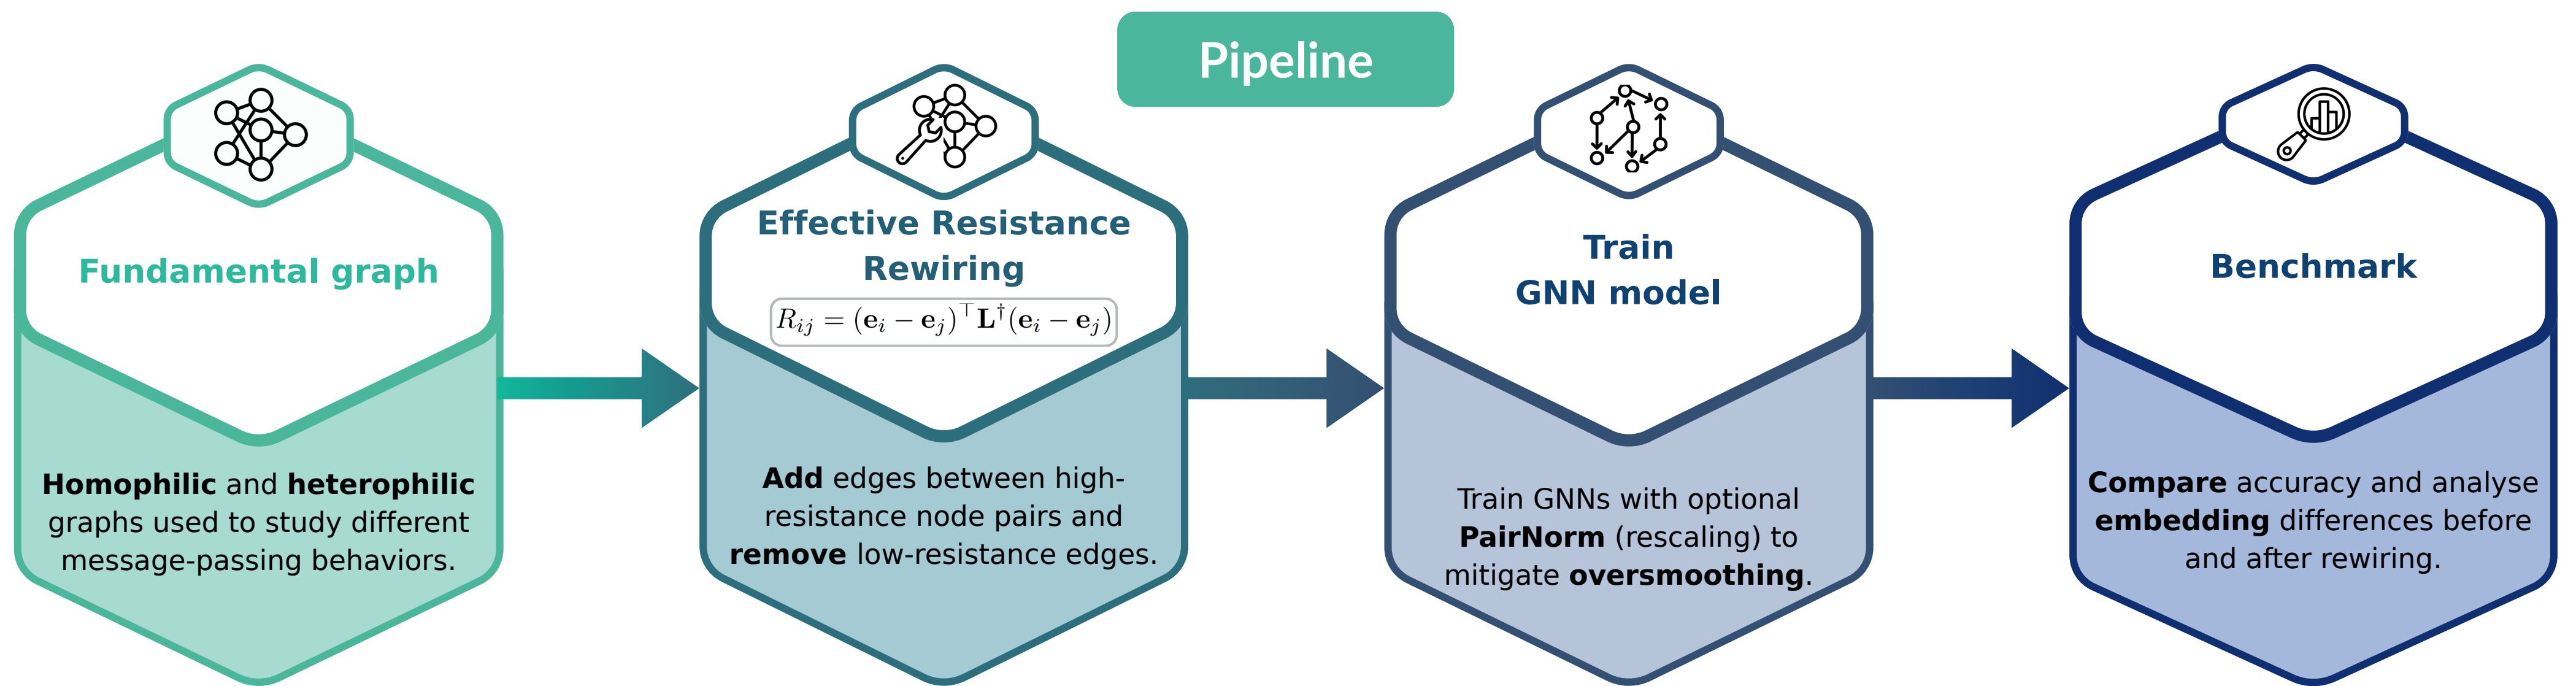 Pipeline
Fundamental graph
Homophilic and heterophilic
graphs used to study different
message-passing behaviors.
Effective Resistance
Rewiring
R_{ij} = (e_i − e_j)^⊤ L^†(e_i − e_j)
Add edges between high-
resistance node pairs and
remove low-resistance edges.
Train
GNN model
Train GNNs with optional
PairNorm (rescaling) to
mitigate oversmoothing.
Benchmark
Compare accuracy and analyse
embedding differences before
and after rewiring.